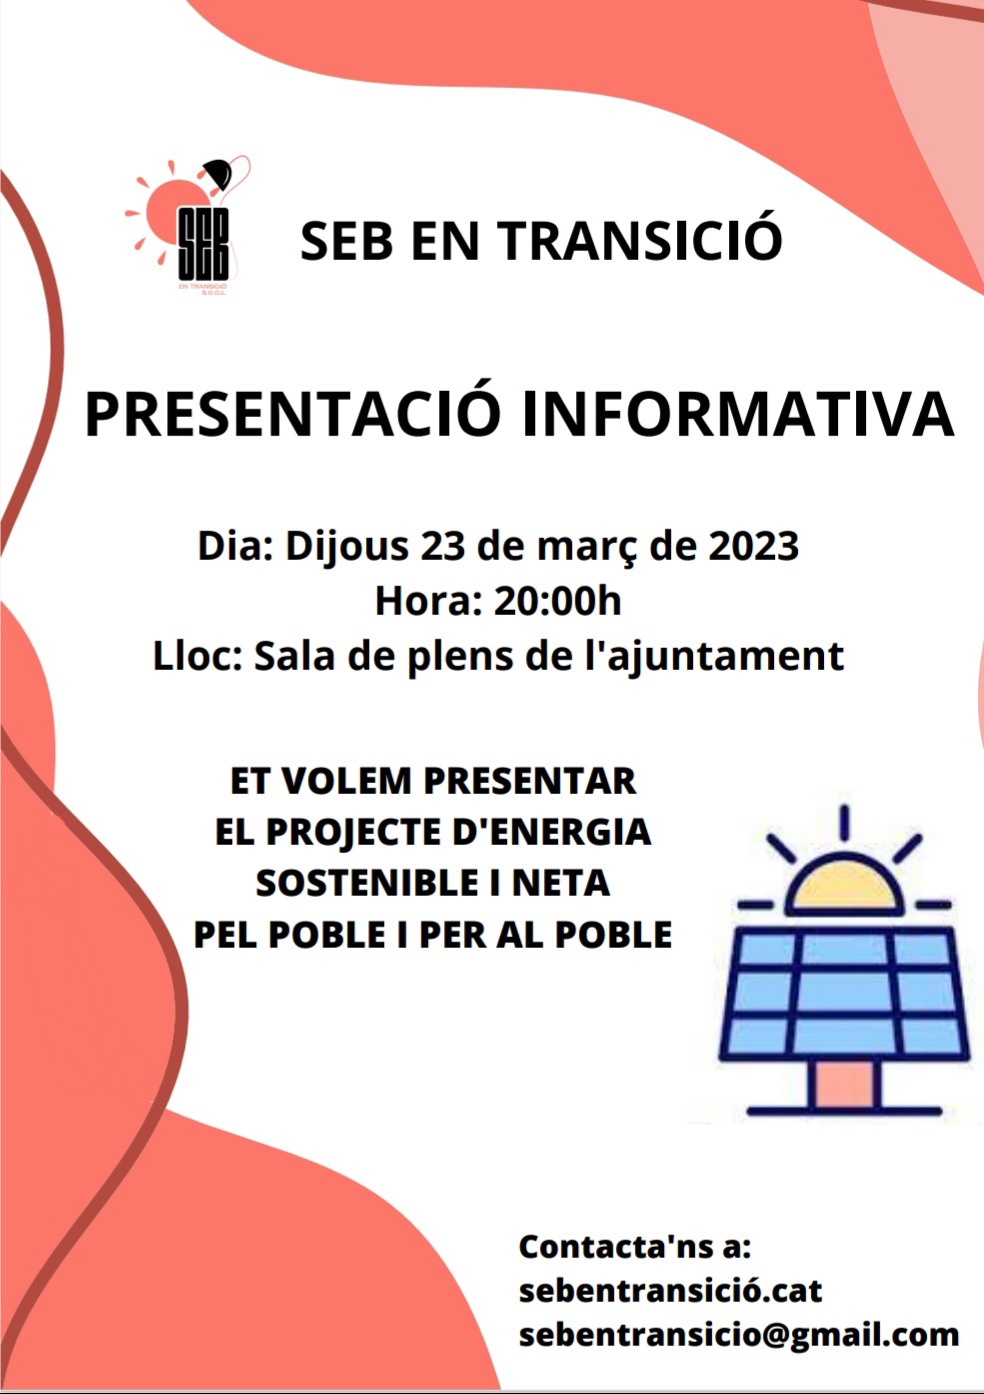 SEB
EN TRANSICIÓ
S.C.C.L.
SEB EN TRANSICIÓ
PRESENTACIÓ INFORMATIVA
Dia: Dijous 23 de març de 2023
Hora: 20:00h
Lloc: Sala de plens de l'ajuntament
ET VOLEM PRESENTAR
EL PROJECTE D'ENERGIA
SOSTENIBLE I NETA
PEL POBLE I PER AL POBLE
Contacta'ns a:
sebentransició.cat
sebentransicio@gmail.com